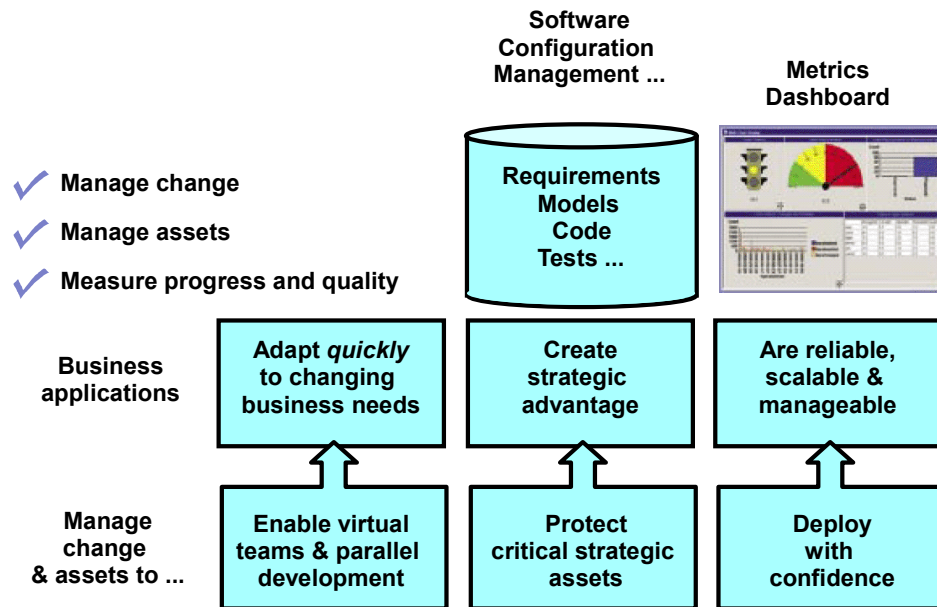 Software
Configuration
Management ...
Metrics
Dashboard
Manage change
Manage assets
Measure progress and quality
Requirements
Models
Code
Tests ...
Business
applications
Adapt quickly
to changing
business needs
Create
strategic
advantage
Are reliable,
scalable &
manageable
Manage
change
& assets to ...
Enable virtual
teams & parallel
development
Protect
critical strategic
assets
Deploy
with
confidence